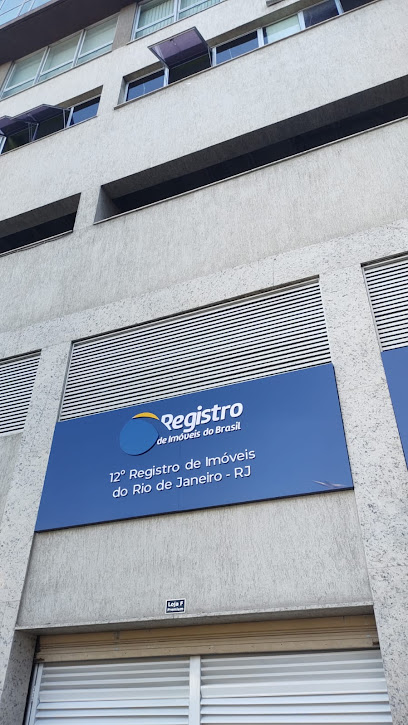 Registro
de Imóveis do Brasil
12º Registro de Imóveis
do Rio de Janeiro - RJ
Loja F